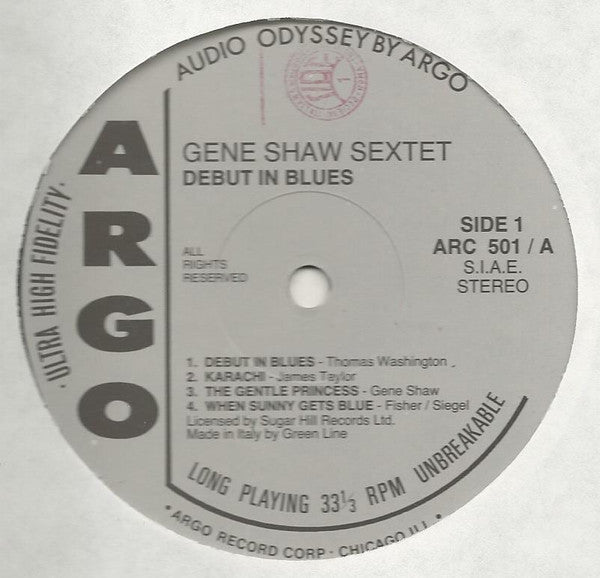 AUDIO ODYSSEY BY ARGO
ARGO
· ULTRA HIGH FIDELITY ·
GENE SHAW SEXTET
DEBUT IN BLUES
SIDE 1
ARC 501 / A
S.I.A.E.
STEREO
ALL
RIGHTS
RESERVED
1. DEBUT IN BLUES - Thomas Washington
2. KARACHI - James Taylor
3. THE GENTLE PRINCESS - Gene Shaw
4. WHEN SUNNY GETS BLUE - Fisher / Siegel
Licensed by Sugar Hill Records Ltd.
Made in Italy by Green Line
LONG PLAYING 33⅓ RPM UNBREAKABLE
• ARGO RECORD CORP · CHICAGO ILL •